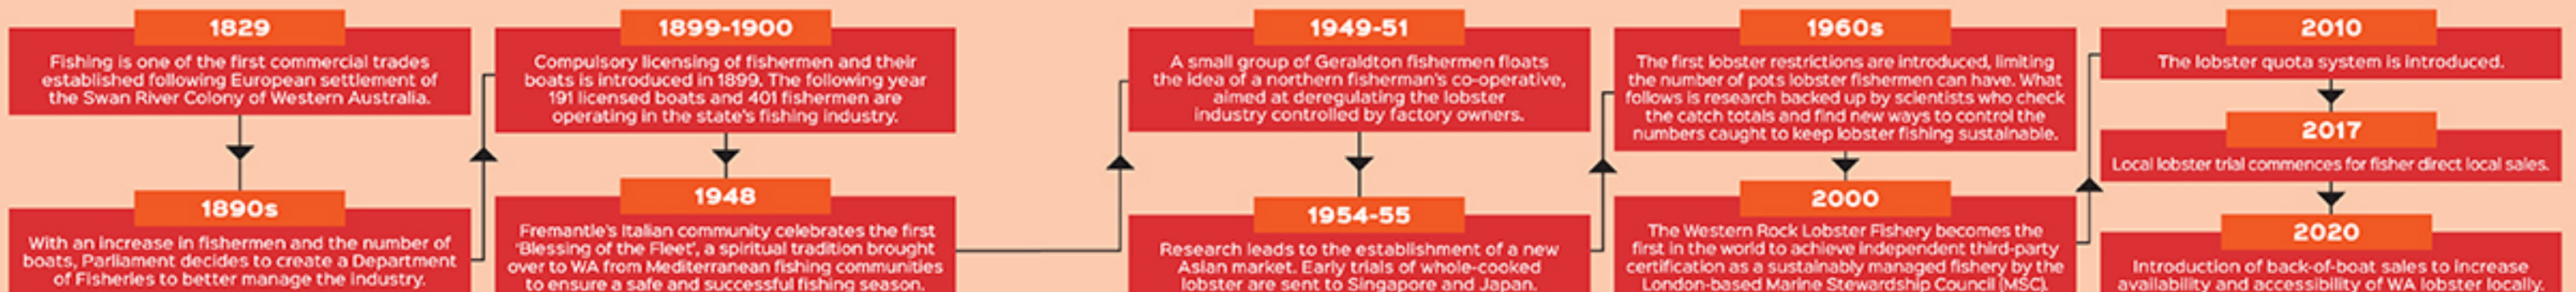 1829
Fishing is one of the first commercial trades
established following European settlement of
the Swan River Colony of Western Australia.
1890s
With an increase in fishermen and the number of
boats, Parliament decides to create a Department
of Fisheries to better manage the industry.
1899-1900
Compulsory licensing of fishermen and their
boats is introduced in 1899. The following year
191 licensed boats and 401 fishermen are
operating in the state's fishing industry.
1948
Fremantle's Italian community celebrates the first
'Blessing of the Fleet', a spiritual tradition brought
over to WA from Mediterranean fishing communities
to ensure a safe and successful fishing season.
1949-51
A small group of Geraldton fishermen floats
the idea of a northern fisherman's co-operative,
aimed at deregulating the lobster
industry controlled by factory owners.
1954-55
Research leads to the establishment of a new
Asian market. Early trials of whole-cooked
lobster are sent to Singapore and Japan.
1960s
The first lobster restrictions are introduced, limiting
the number of pots lobster fishermen can have. What
follows is research backed up by scientists who check
the catch totals and find new ways to control the
numbers caught to keep lobster fishing sustainable.
2000
The Western Rock Lobster Fishery becomes the
first in the world to achieve independent third-party
certification as a sustainably managed fishery by the
London-based Marine Stewardship Council (MSC).
2010
The lobster quota system is introduced.
2017
Local lobster trial commences for fisher direct local sales.
2020
Introduction of back-of-boat sales to increase
availability and accessibility of WA lobster locally.